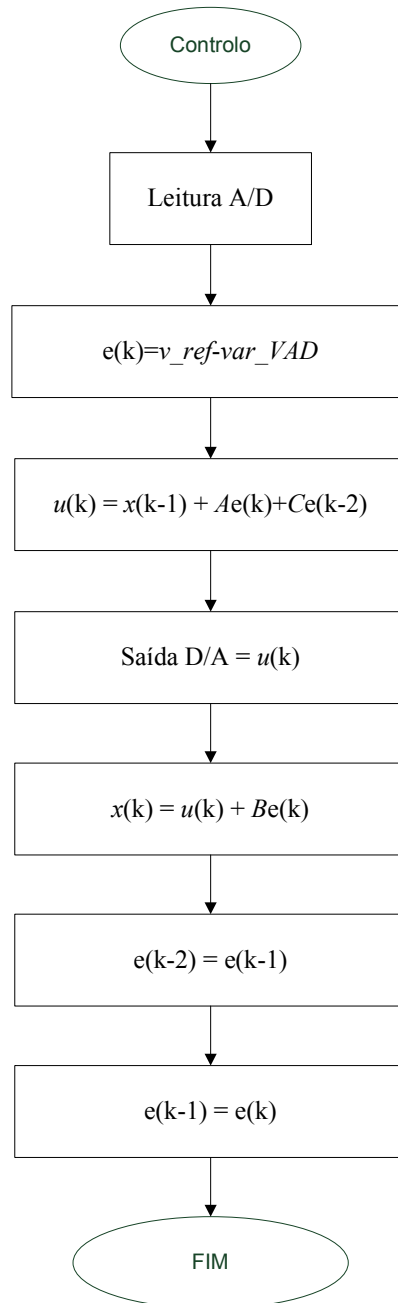 Controlo
Leitura A/D
e(k)=v_ref-var_VAD
u(k) = x(k-1) + Ae(k)+Ce(k-2)
Saída D/A = u(k)
x(k) = u(k) + Be(k)
e(k-2) = e(k-1)
e(k-1) = e(k)
FIM